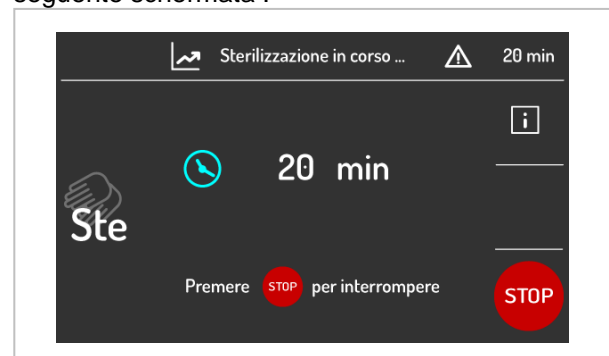 seguente schermata :
Sterilizzazione in corso ... 20 min
i
20 min
Ste
Premere STOP per interrompere
STOP